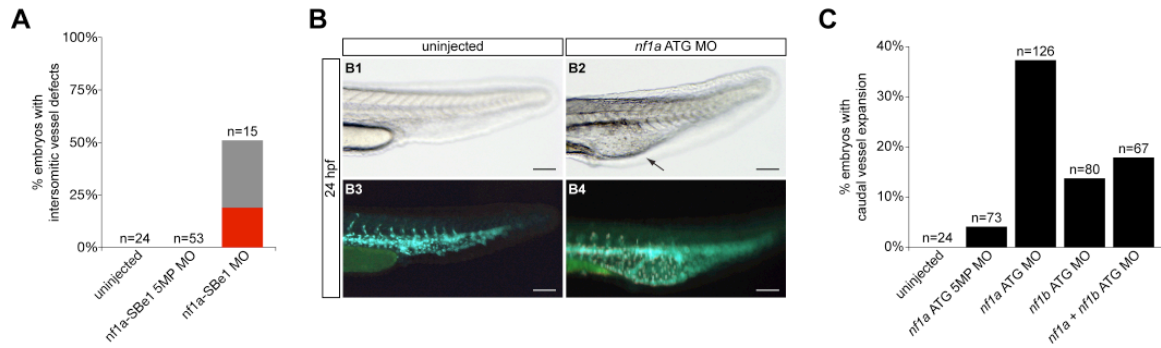 A
% embryos with
intersomitic vessel defects
100%
75%
50%
25%
0%
n=24
n=53
n=15
uninjected
nf1a-SBe1 5MP MO
nf1a-SBe1 MO
B
uninjected
nf1a ATG MO
24 hpf
B1
B2
B3
B4
C
% embryos with
caudal vessel expansion
40%
30%
20%
10%
0%
n=24
n=73
n=126
n=80
n=67
uninjected
nf1a ATG 5MP MO
nf1a ATG MO
nf1b ATG MO
nf1a + nf1b ATG MO